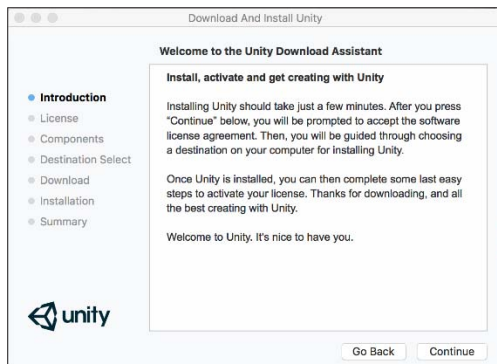 Download And Install Unity
Welcome to the Unity Download Assistant
Introduction
License
Components
Destination Select
Download
Installation
Summary
Install, activate and get creating with Unity
Installing Unity should take just a few minutes. After you press
“Continue” below, you will be prompted to accept the software
license agreement. Then, you will be guided through choosing
a destination on your computer for installing Unity.
Once Unity is installed, you can then complete some last easy
steps to activate your license. Thanks for downloading, and all
the best creating with Unity.
Welcome to Unity. It's nice to have you.
unity
Go Back
Continue